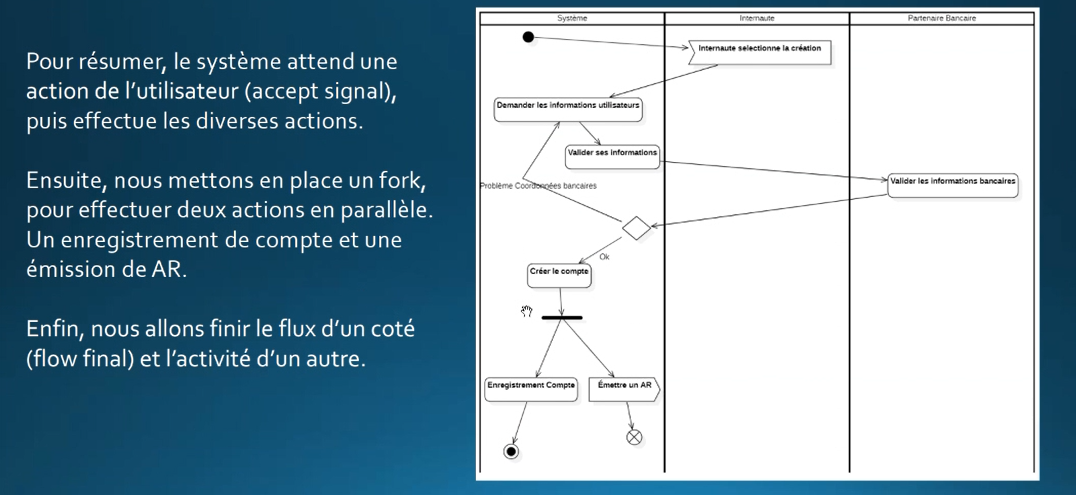 Pour résumer, le système attend une
action de l'utilisateur (accept signal),
puis effectue les diverses actions.
Ensuite, nous mettons en place un fork,
pour effectuer deux actions en parallèle.
Un enregistrement de compte et une
émission de AR.
Enfin, nous allons finir le flux d'un coté
(flow final) et l'activité d'un autre.
Système
Internaute
Partenaire Bancaire
Internaute selectionne la création
Demander les informations utilisateurs
Valider ses informations
Valider les informations bancaires
Problème Coordonnées bancaires
Ok
Créer le compte
Enregistrement Compte
Émettre un AR